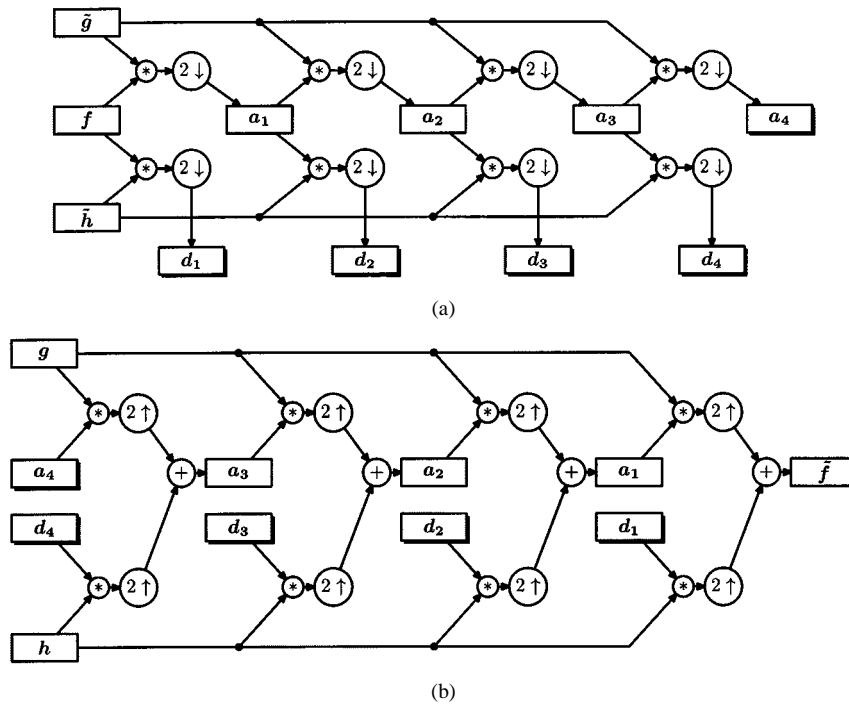 g̃
* 2↓ * 2↓ * 2↓ * 2↓
f a₁ a₂ a₃ a₄
* 2↓ * 2↓ * 2↓ * 2↓
h̃
d₁ d₂ d₃ d₄
(a)
g
* 2↑ * 2↑ * 2↑ * 2↑
a₄ + a₃ + a₂ + a₁ + f̃
d₄ d₃ d₂ d₁
* 2↑ * 2↑ * 2↑ * 2↑
h
(b)